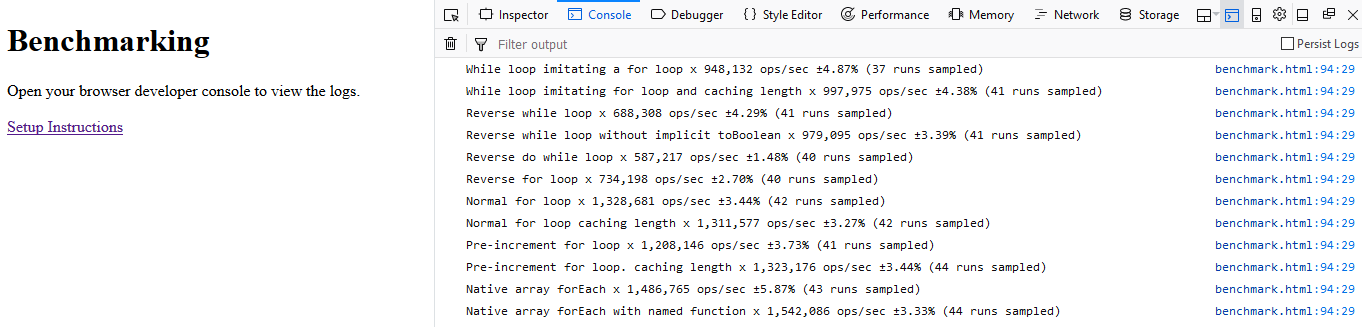 Inspector Console Debugger { } Style Editor Performance Memory Network Storage
Benchmarking
Filter output Persist Logs
Open your browser developer console to view the logs.
Setup Instructions
While loop imitating a for loop x 948,132 ops/sec ±4.87% (37 runs sampled) benchmark.html:94:29
While loop imitating for loop and caching length x 997,975 ops/sec ±4.38% (41 runs sampled) benchmark.html:94:29
Reverse while loop x 688,308 ops/sec ±4.29% (41 runs sampled) benchmark.html:94:29
Reverse while loop without implicit toBoolean x 979,095 ops/sec ±3.39% (41 runs sampled) benchmark.html:94:29
Reverse do while loop x 587,217 ops/sec ±1.48% (40 runs sampled) benchmark.html:94:29
Reverse for loop x 734,198 ops/sec ±2.70% (40 runs sampled) benchmark.html:94:29
Normal for loop x 1,328,681 ops/sec ±3.44% (42 runs sampled) benchmark.html:94:29
Normal for loop caching length x 1,311,577 ops/sec ±3.27% (42 runs sampled) benchmark.html:94:29
Pre-increment for loop x 1,208,146 ops/sec ±3.73% (41 runs sampled) benchmark.html:94:29
Pre-increment for loop. caching length x 1,323,176 ops/sec ±3.44% (44 runs sampled) benchmark.html:94:29
Native array forEach x 1,486,765 ops/sec ±5.87% (43 runs sampled) benchmark.html:94:29
Native array forEach with named function x 1,542,086 ops/sec ±3.33% (44 runs sampled) benchmark.html:94:29